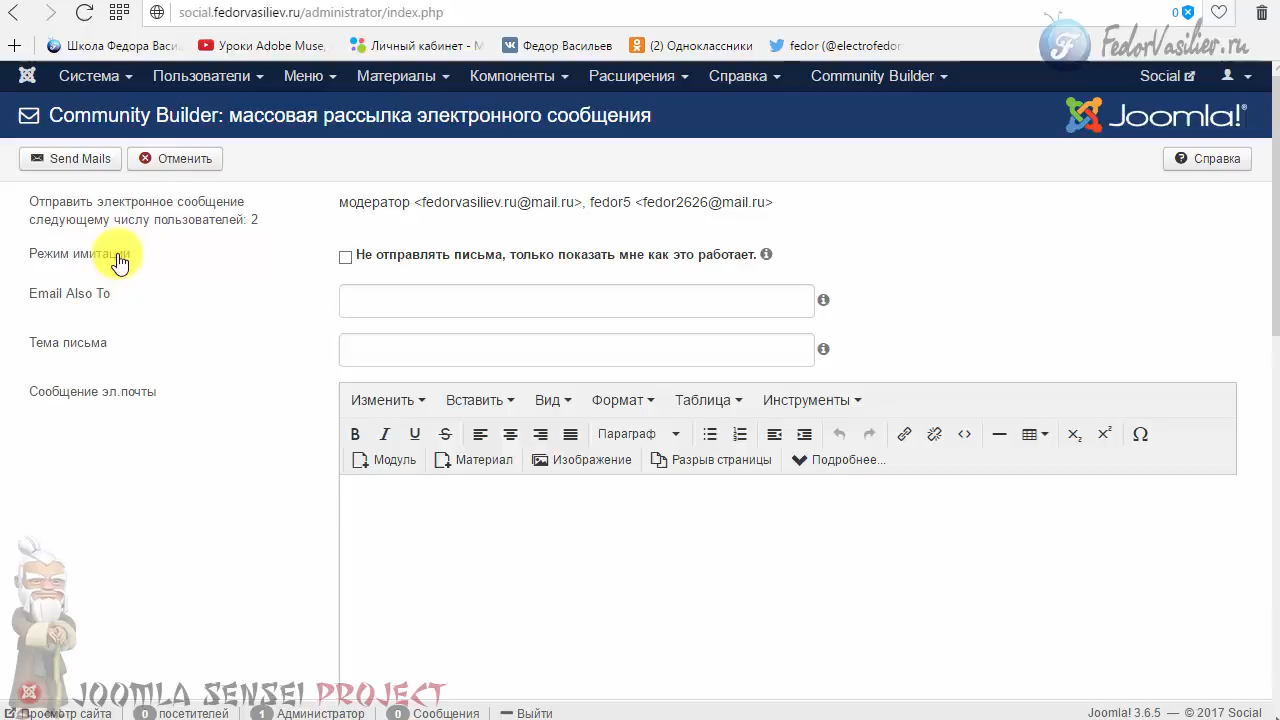 social.fedorvasiliev.ru/administrator/index.php
0
Школа Федора Васи
Уроки Adobe Muse,
Личный кабинет - М
Федор Васильев
(2) Одноклассники
fedor (@electrofedor
FedorVasiliev.ru
Система
Пользователи
Меню
Материалы
Компоненты
Расширения
Справка
Community Builder
Social
Community Builder: массовая рассылка электронного сообщения
Joomla!®
Send Mails
Отменить
Справка
Отправить электронное сообщение
следующему числу пользователей: 2
модератор <fedorvasiliev.ru@mail.ru>, fedor5 <fedor2626@mail.ru>
Режим имитации
Не отправлять письма, только показать мне как это работает.
Email Also To
Тема письма
Сообщение эл.почты
Изменить
Вставить
Вид
Формат
Таблица
Инструменты
Параграф
Модуль
Материал
Изображение
Разрыв страницы
Подробнее...
JOOMLA SENSEI PROJECT
Просмотр сайта
0 посетителей
1 Администратор
0 Сообщения
Выйти
Joomla! 3.6.5 — © 2017 Social